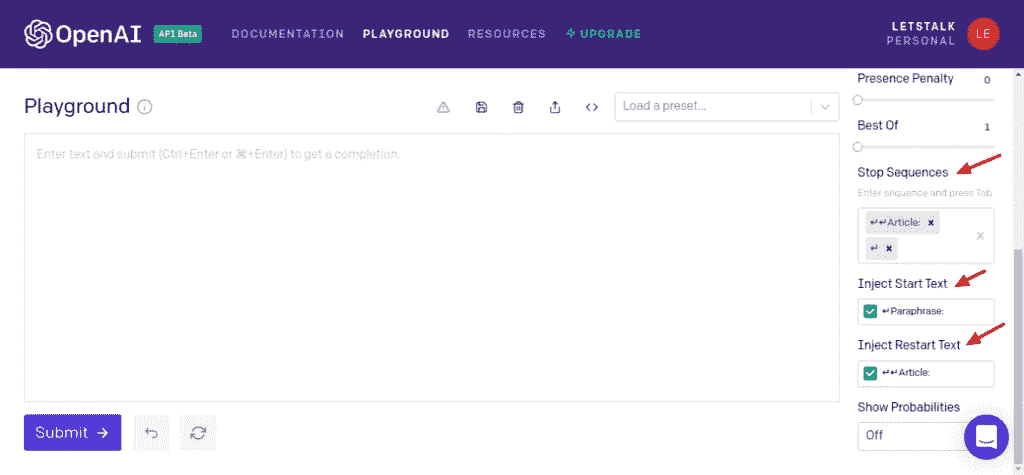 OpenAI API Beta DOCUMENTATION PLAYGROUND RESOURCES UPGRADE LETSTALK PERSONAL LE
Playground
Load a preset...
Enter text and submit (Ctrl+Enter or ⌘+Enter) to get a completion.
Submit →
Presence Penalty 0
Best Of 1
Stop Sequences
Enter sequence and press Tab
↵↵Article: ×
↵ ×
Inject Start Text
↵Paraphrase:
Inject Restart Text
↵↵Article:
Show Probabilities
Off